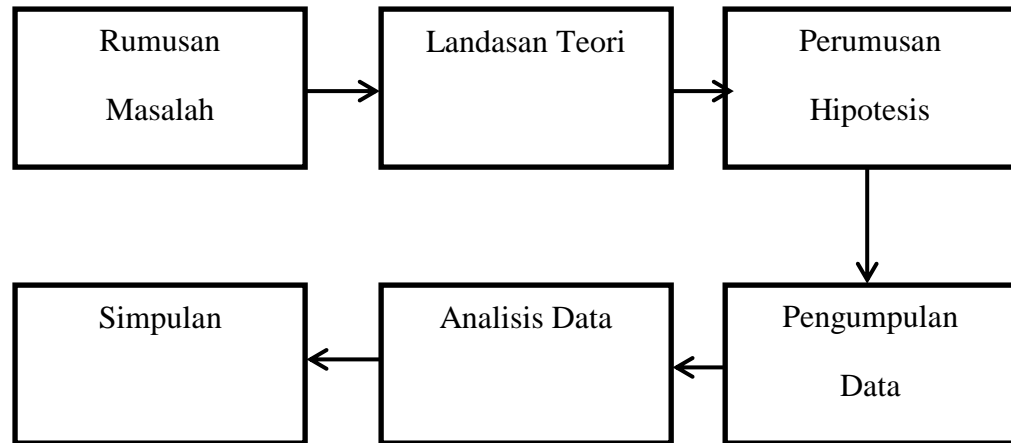 Rumusan
Masalah
Landasan Teori
Perumusan
Hipotesis
Pengumpulan
Data
Analisis Data
Simpulan